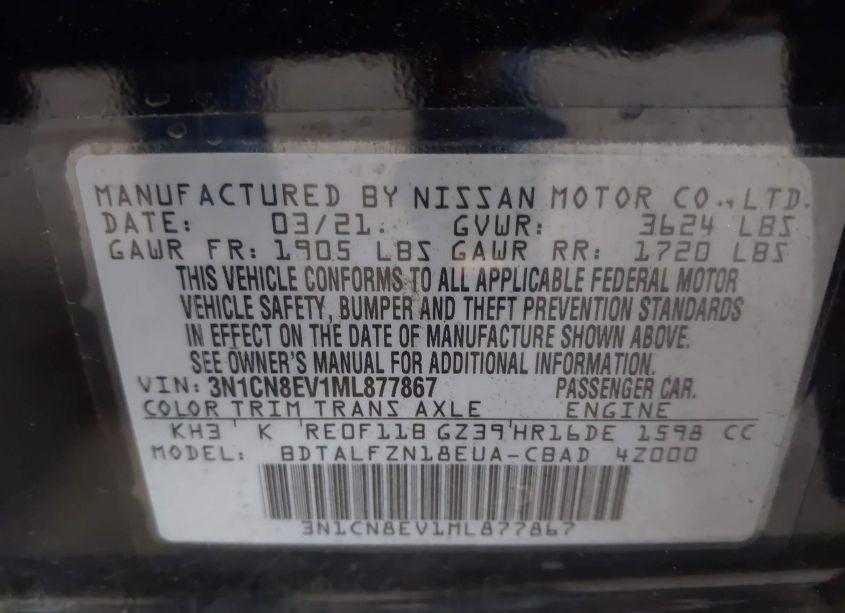 MANUFACTURED BY NISSAN MOTOR CO., LTD.
DATE: 03/21. GVWR: 3624 LBS
GAWR FR: 1905 LBS GAWR RR: 1720 LBS
THIS VEHICLE CONFORMS TO ALL APPLICABLE FEDERAL MOTOR
VEHICLE SAFETY, BUMPER AND THEFT PREVENTION STANDARDS
IN EFFECT ON THE DATE OF MANUFACTURE SHOWN ABOVE.
SEE OWNER'S MANUAL FOR ADDITIONAL INFORMATION.
VIN: 3N1CN8EV1ML877867 PASSENGER CAR.
COLOR TRIM TRANS AXLE ENGINE
KH3 K RE0F11B GZ39 HR16DE 1598 CC
MODEL: BDTALFZN18EUA-CBAD 4Z000
3N1CN8EV1ML877867